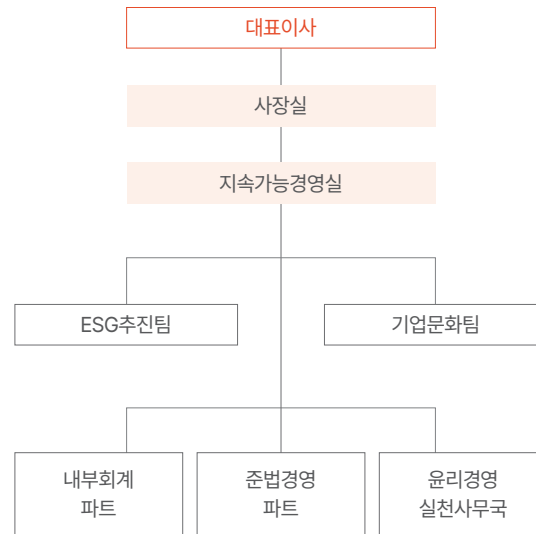 대표이사
사장실
지속가능경영실
ESG추진팀
기업문화팀
내부회계
파트
준법경영
파트
윤리경영
실천사무국